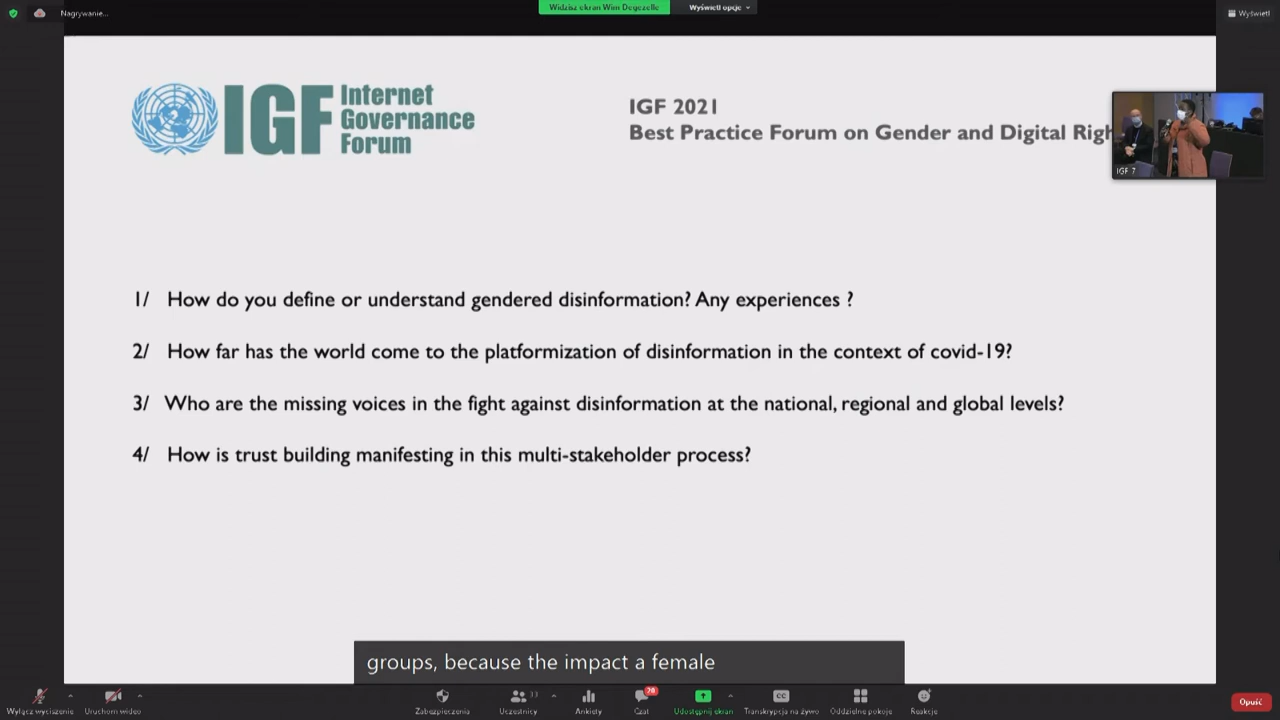 Nagrywanie...
Widzisz ekran Wim Degezelle
Wyświetl opcje
Wyświetl
IGF Internet
Governance
Forum
IGF 2021
Best Practice Forum on Gender and Digital Righ
IGF 7
1/ How do you define or understand gendered disinformation? Any experiences ?
2/ How far has the world come to the platformization of disinformation in the context of covid-19?
3/ Who are the missing voices in the fight against disinformation at the national, regional and global levels?
4/ How is trust building manifesting in this multi-stakeholder process?
groups, because the impact a female
Wyłącz wyciszenie
Uruchom wideo
Zabezpieczenia
Uczestnicy
Ankiety
26
Czat
Udostępnij ekran
CC
Transkrypcja na żywo
Oddzielne pokoje
Reakcje
Opuść